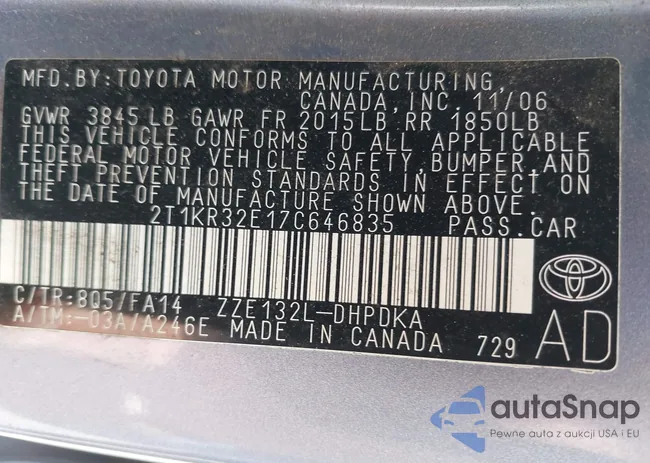 MFD.BY:TOYOTA MOTOR MANUFACTURING,
CANADA, INC. 11/06
GVWR 3845 LB GAWR FR 2015LB, RR 1850LB
THIS VEHICLE CONFORMS TO ALL APPLICABLE
FEDERAL MOTOR VEHICLE SAFETY, BUMPER, AND
THEFT PREVENTION STANDARDS IN EFFECT ON
THE DATE OF MANUFACTURE SHOWN ABOVE.
2T1KR32E17C646835 PASS.CAR
C/TR:8Q5/FA14 ZZE132L-DHPDKA
A/TM:-03A/A246E MADE IN CANADA 729
AD
autaSnap
Pewne auta z aukcji USA i EU